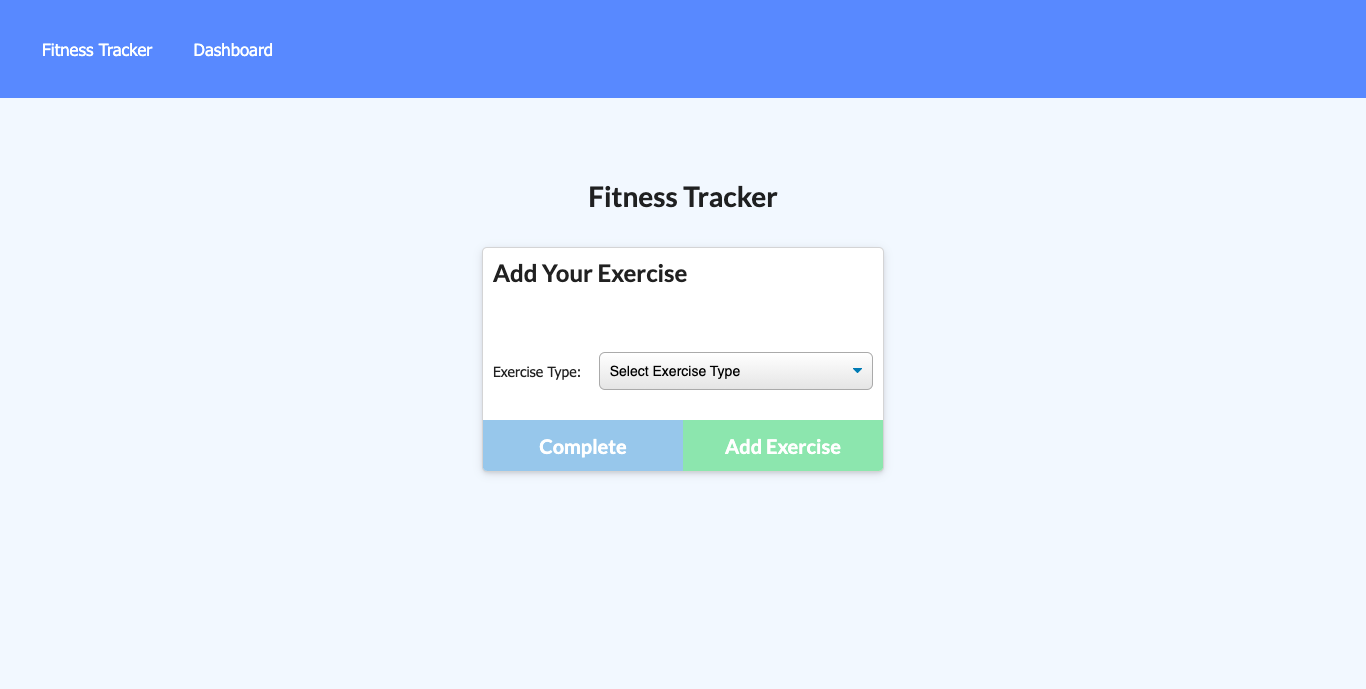 Fitness Tracker Dashboard
Fitness Tracker
Add Your Exercise
Exercise Type: Select Exercise Type
Complete Add Exercise